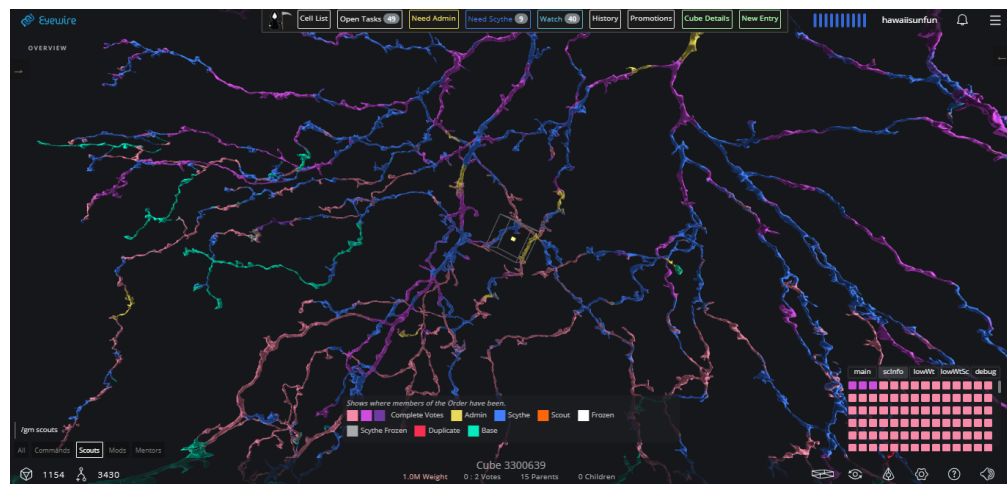 Eyewire
Cell List
Open Tasks 49
Need Admin
Need Scythe 9
Watch 40
History
Promotions
Cube Details
New Entry
hawaiisunfun
OVERVIEW
main scInfo lowWt lowWtSc debug
Shows where members of the Order have been.
Complete Votes Admin Scythe Scout Frozen
Scythe Frozen Duplicate Base
/gm scouts
All Commands Scouts Mods Mentors
Cube 3300639
1154 3430
1.0M Weight 0 : 2 Votes 15 Parents 0 Children